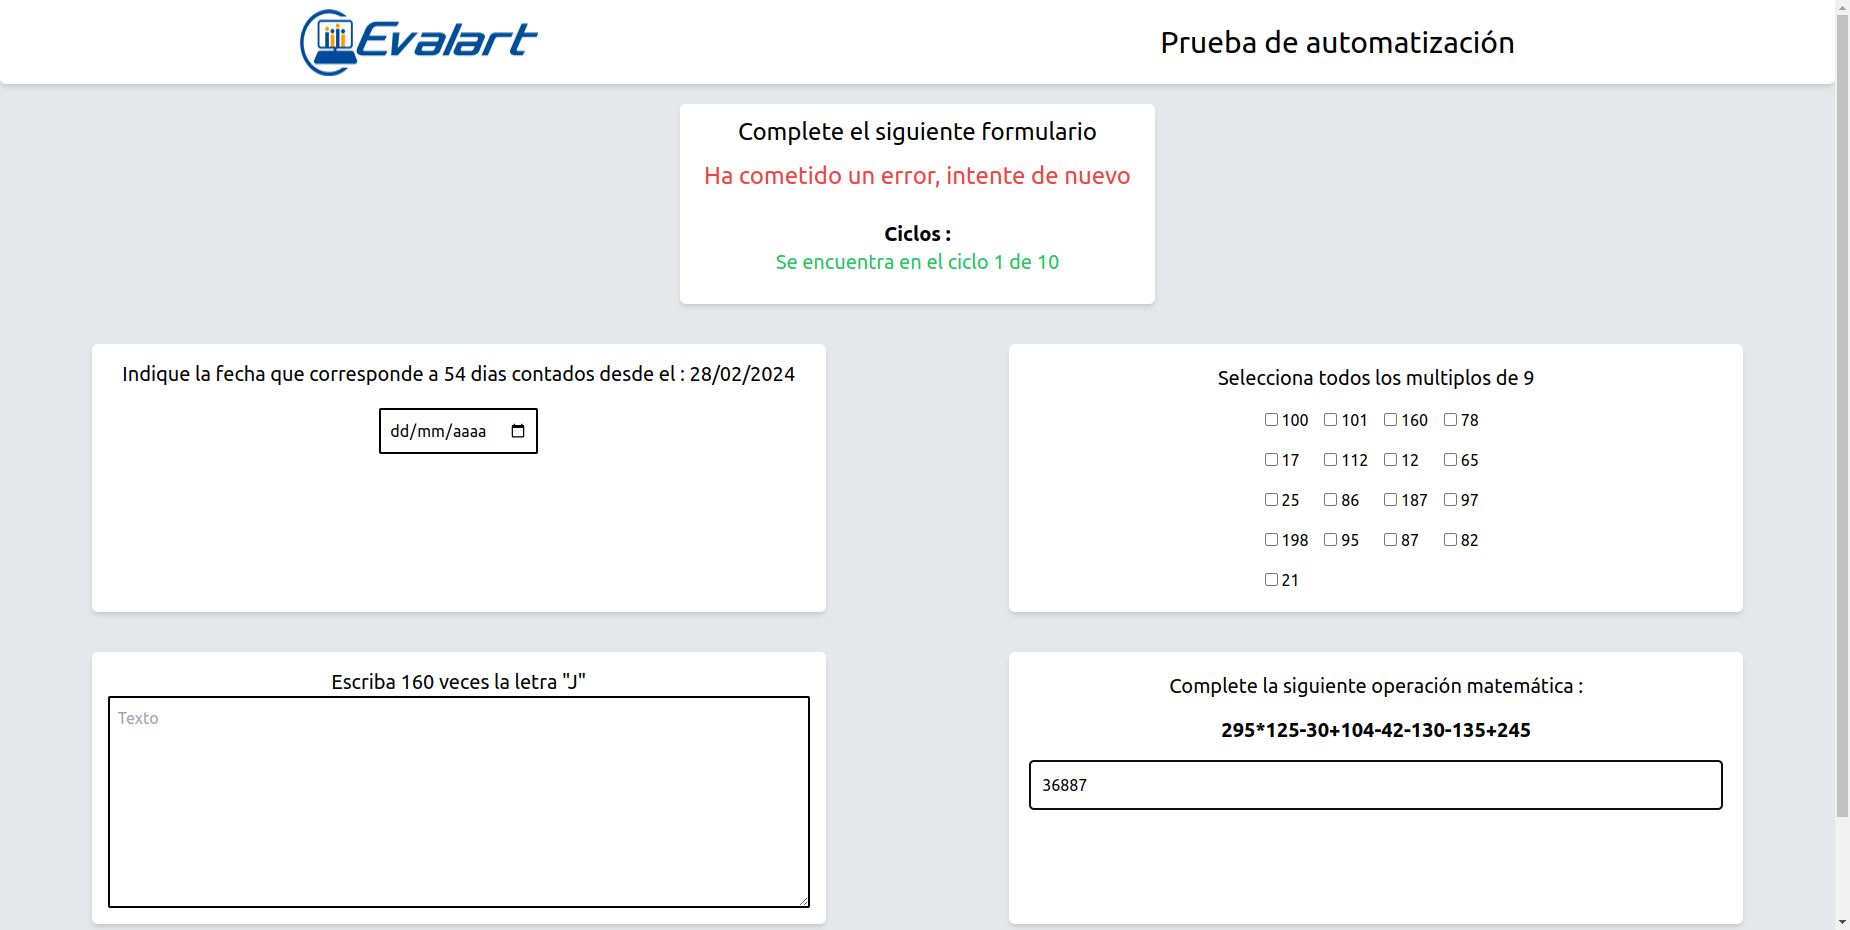 Evalart
Prueba de automatización
Complete el siguiente formulario
Ha cometido un error, intente de nuevo
Ciclos :
Se encuentra en el ciclo 1 de 10
Indique la fecha que corresponde a 54 dias contados desde el : 28/02/2024
dd/mm/aaaa
Selecciona todos los multiplos de 9
100 101 160 78
17 112 12 65
25 86 187 97
198 95 87 82
21
Escriba 160 veces la letra "J"
Texto
Complete la siguiente operación matemática :
295*125-30+104-42-130-135+245
36887